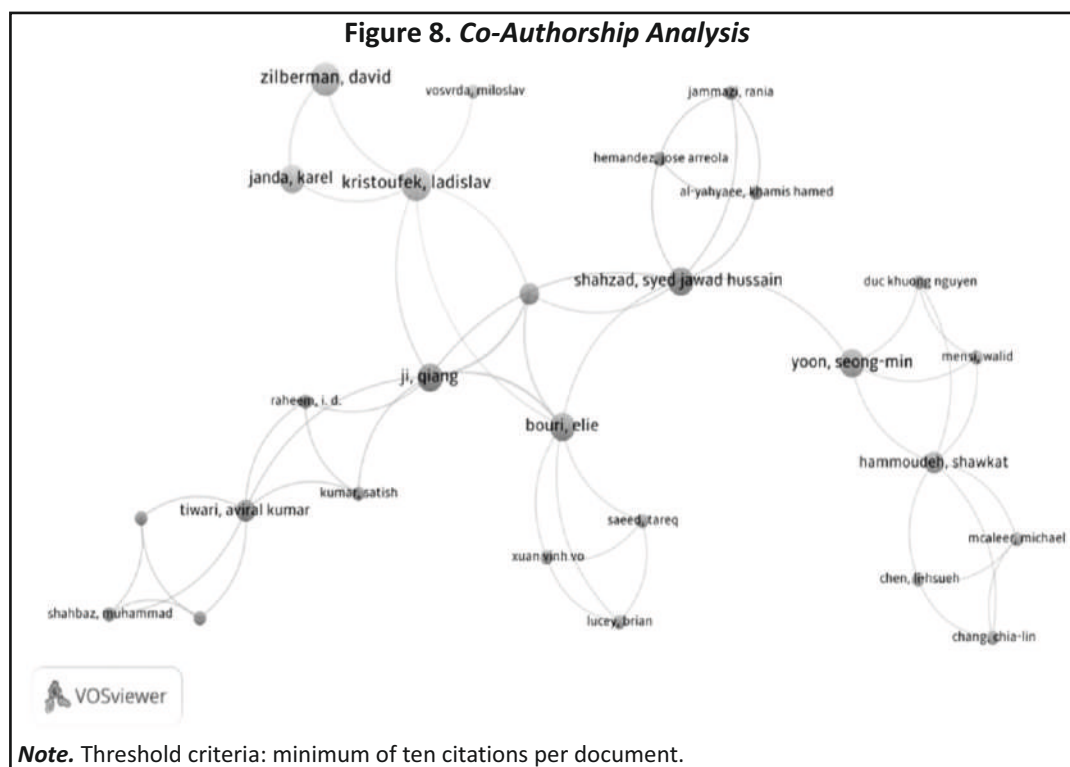 Figure 8. Co-Authorship Analysis
zilberman, david
vosvrda, miloslav
jammazi, rania
hernandez, jose arreola
janda, karel
kristoufek, ladislav
al-yahyaee, khamis hamed
shahzad, syed jawad hussain
duc khuong nguyen
yoon, seong-min
mensi, walid
ji, qiang
raheem, i. d.
bouri, elie
hammoudeh, shawkat
kumar, satish
tiwari, aviral kumar
saeed, tareq
mcaleer, michael
xuan vinh vo
chen,
shahbaz, muhammad
lucey, brian
chang, chia-lin
VOSviewer
Note. Threshold criteria: minimum of ten citations per document.